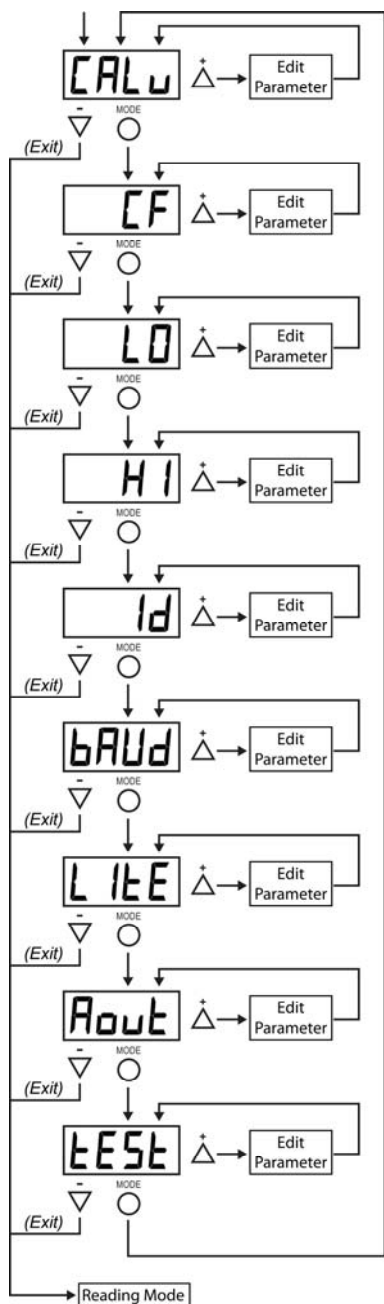 CALu
+
Edit
Parameter
-
MODE
(Exit)
CF
+
Edit
Parameter
-
MODE
(Exit)
LO
+
Edit
Parameter
-
MODE
(Exit)
HI
+
Edit
Parameter
-
MODE
(Exit)
Id
+
Edit
Parameter
-
MODE
(Exit)
bAUd
+
Edit
Parameter
-
MODE
(Exit)
LItE
+
Edit
Parameter
-
MODE
(Exit)
Aout
+
Edit
Parameter
-
MODE
(Exit)
tESt
+
Edit
Parameter
-
MODE
(Exit)
Reading Mode